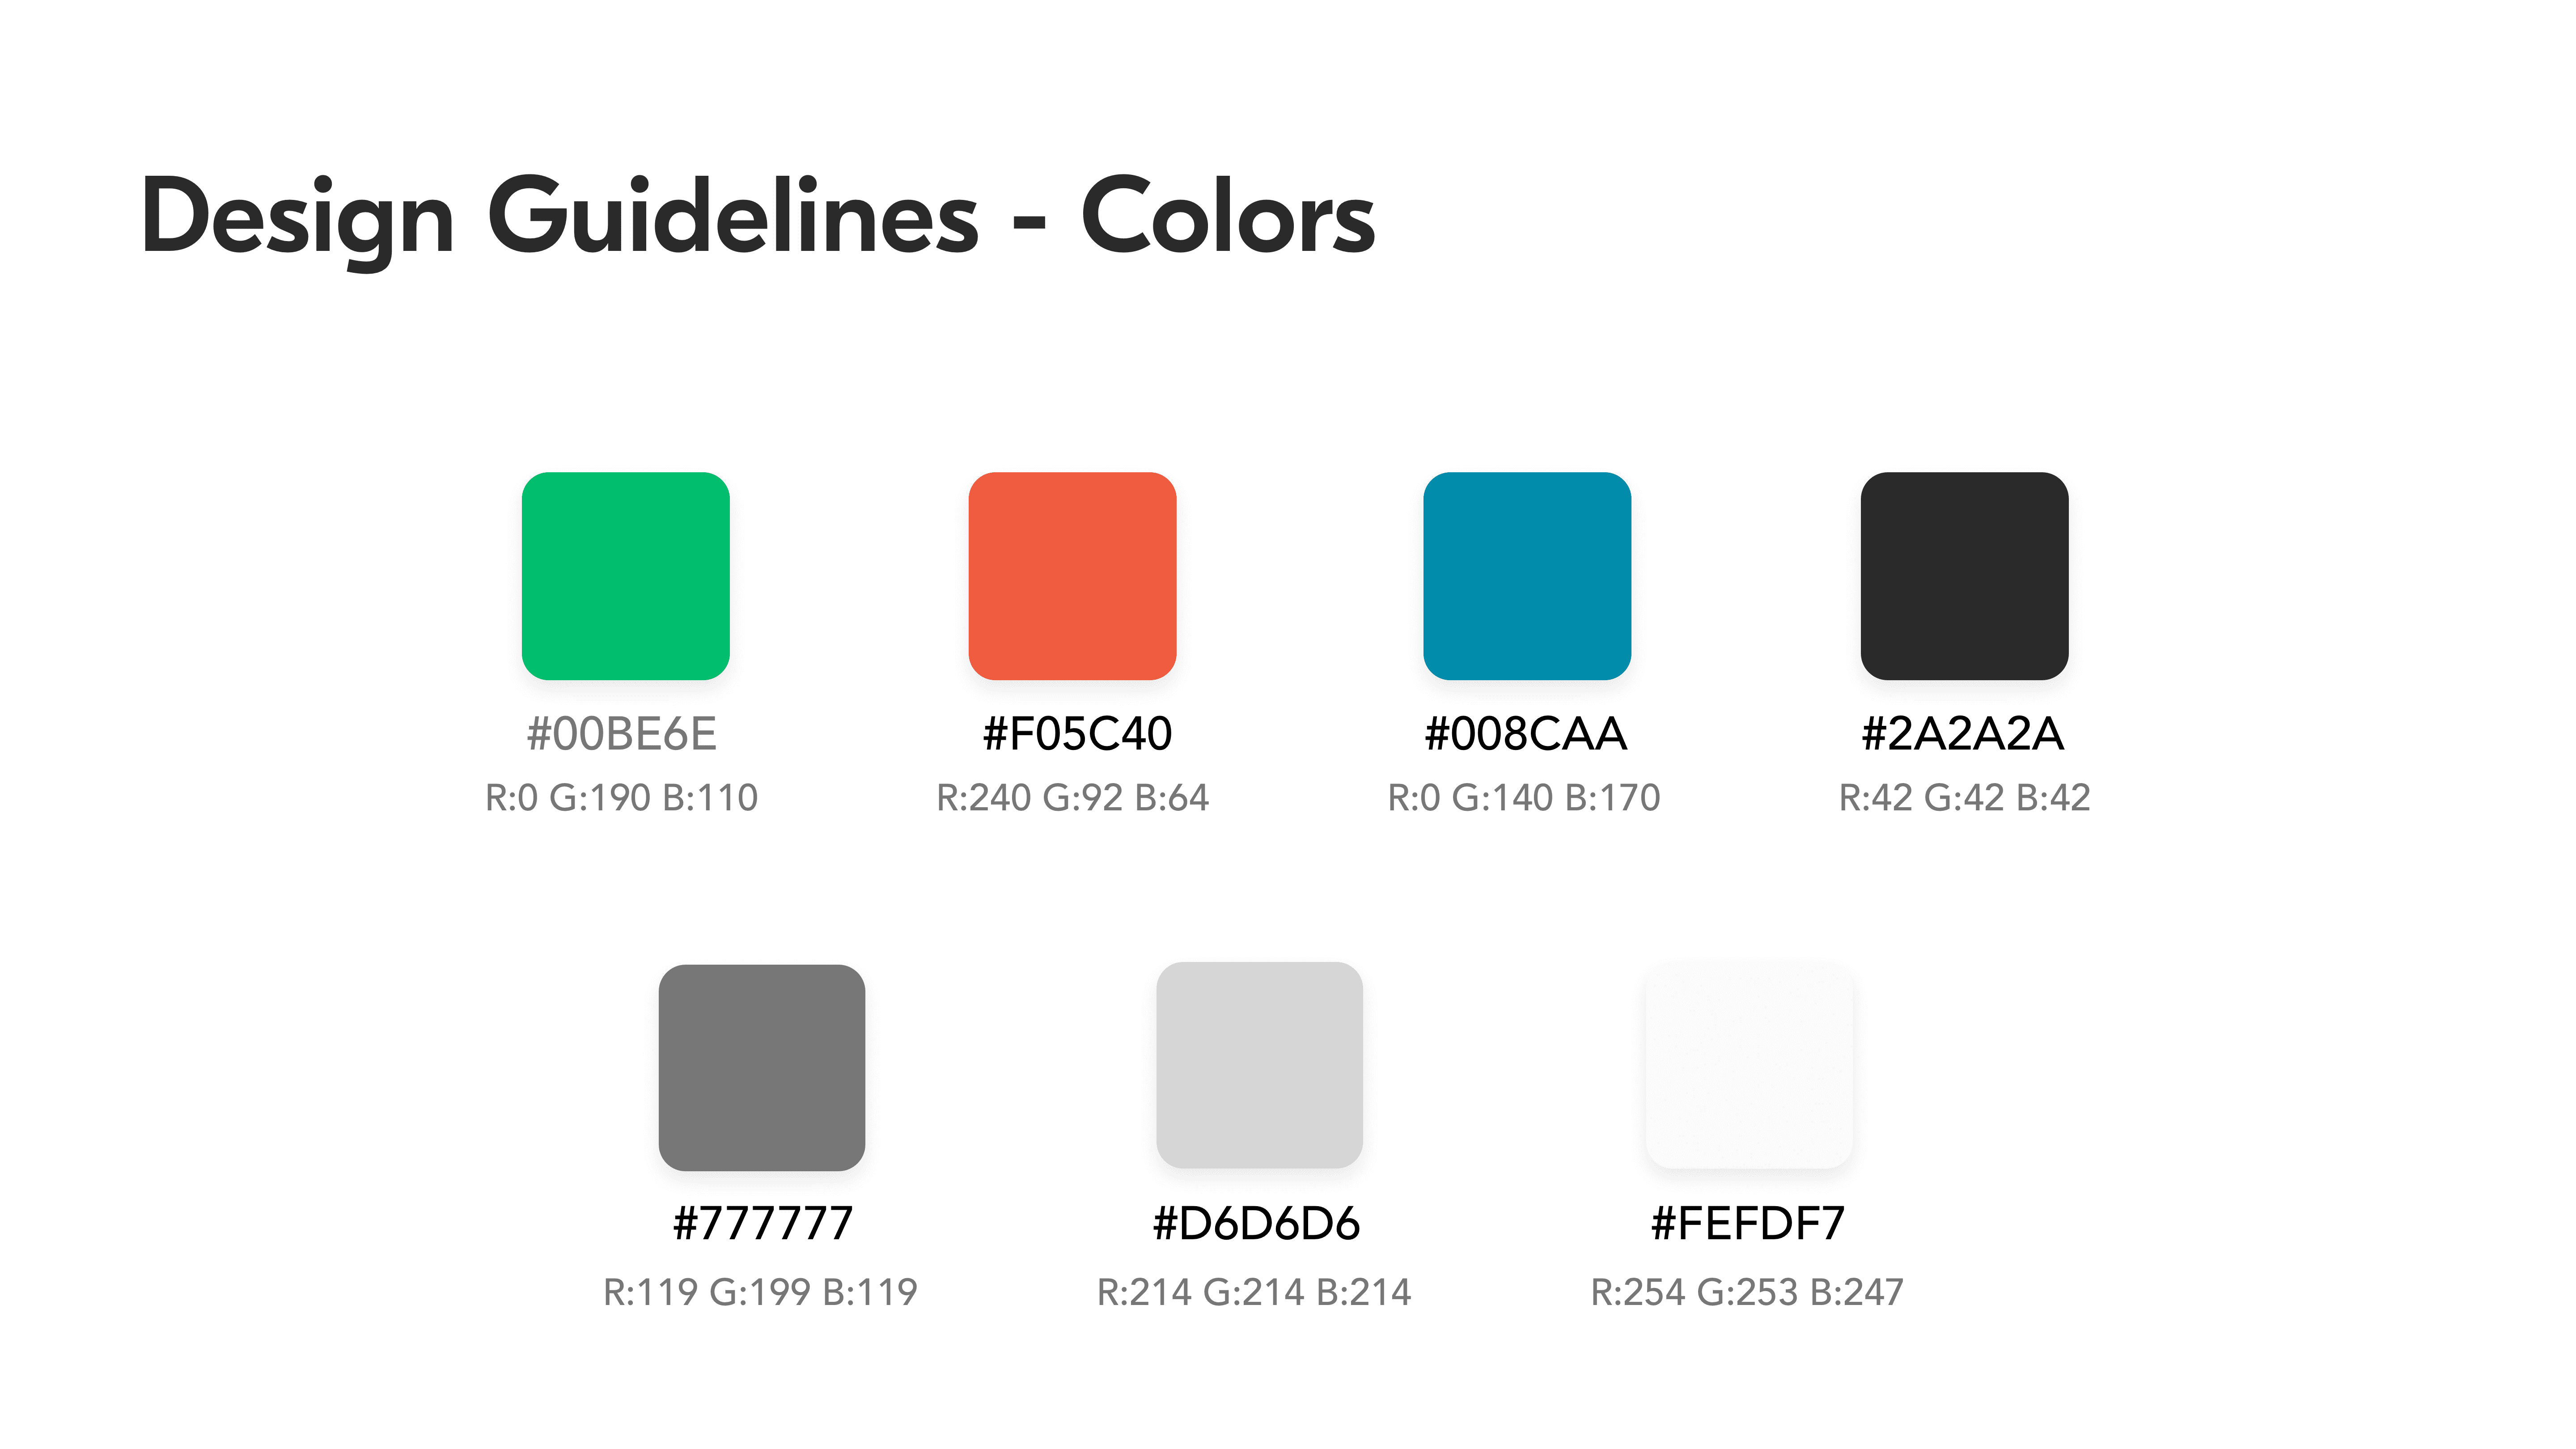 Design Guidelines - Colors
#00BE6E
#F05C40
#008CAA
#2A2A2A
R:0 G:190 B:110
R:240 G:92 B:64
R:0 G:140 B:170
R:42 G:42 B:42
#777777
#D6D6D6
#FEFDF7
R:119 G:199 B:119
R:214 G:214 B:214
R:254 G:253 B:247